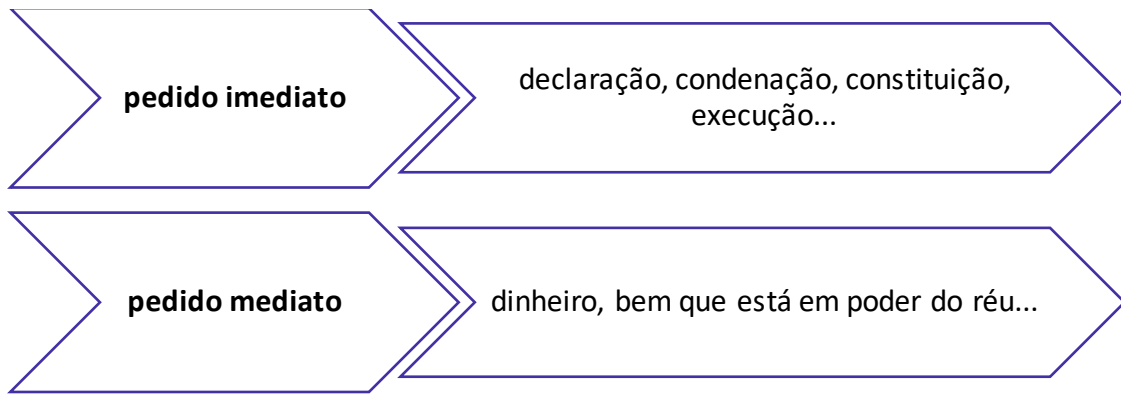 pedido imediato
declaração, condenação, constituição,
execução...
pedido mediato
dinheiro, bem que está em poder do réu...